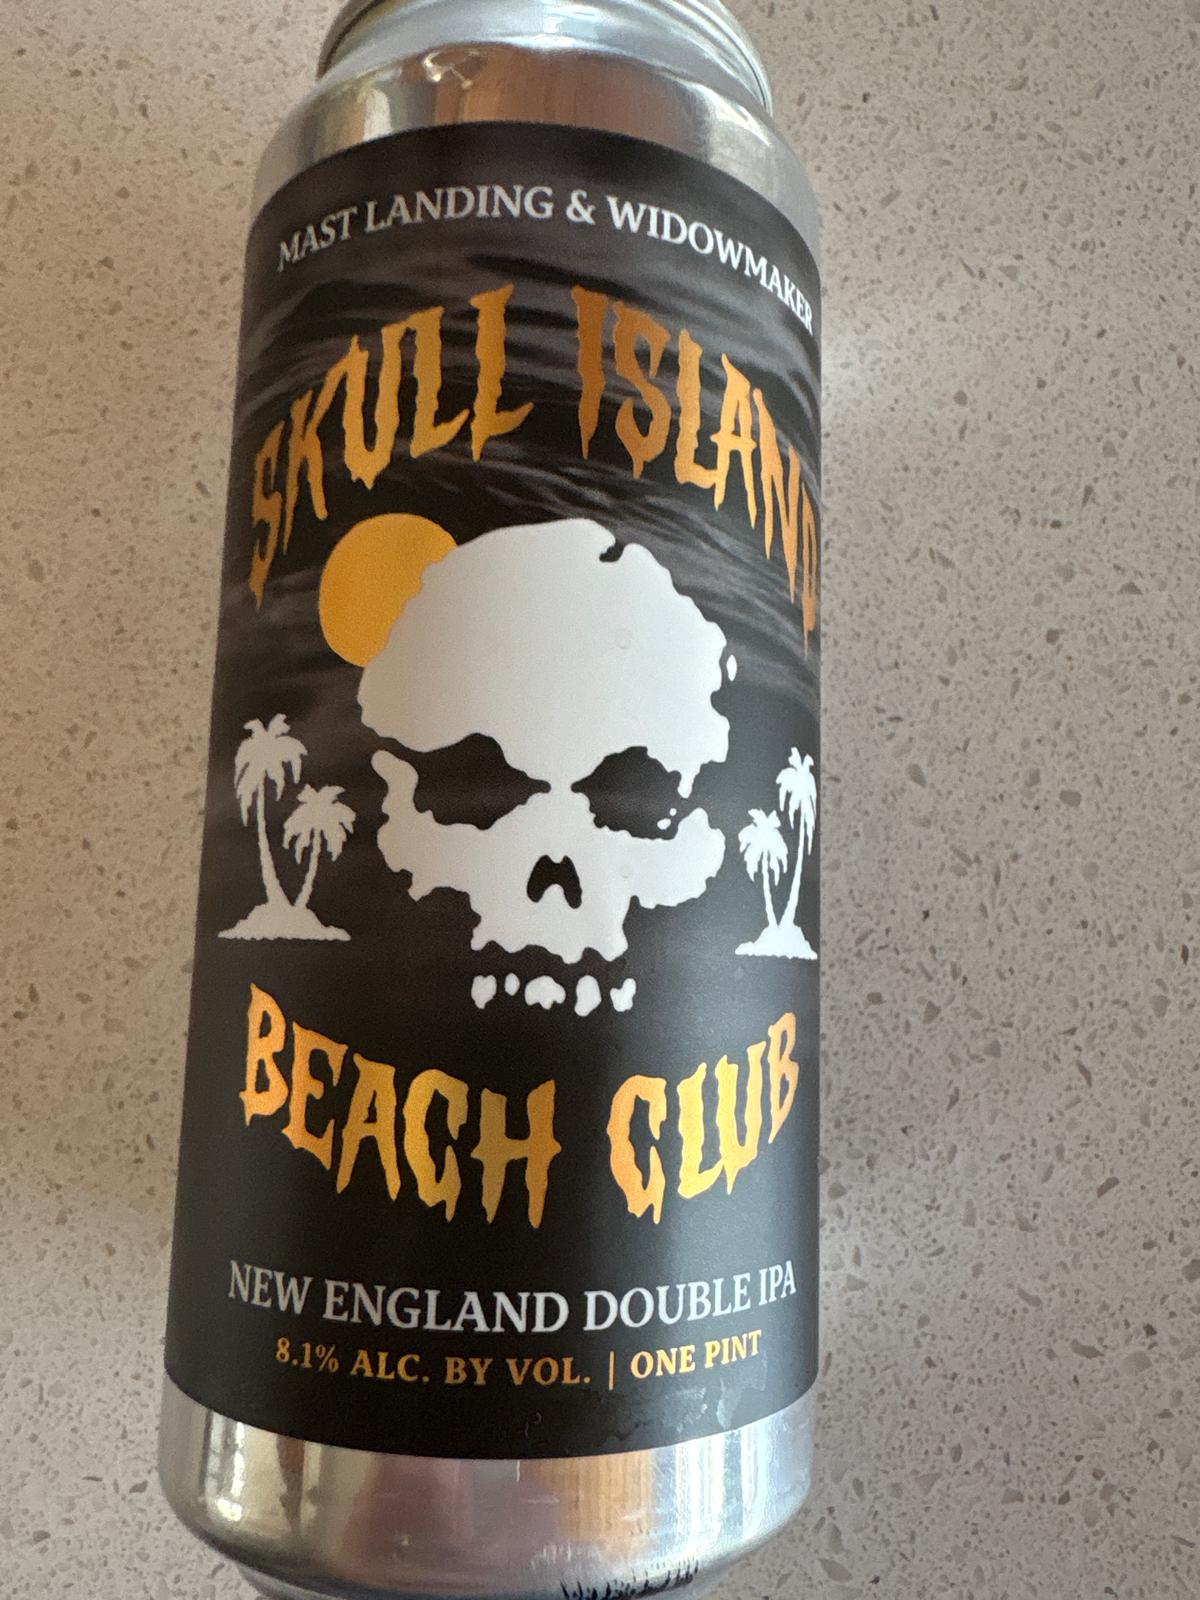 MAST LANDING & WIDOWMAKER
SKULL ISLAND
BEACH CLUB
NEW ENGLAND DOUBLE IPA
8.1% ALC. BY VOL. | ONE PINT